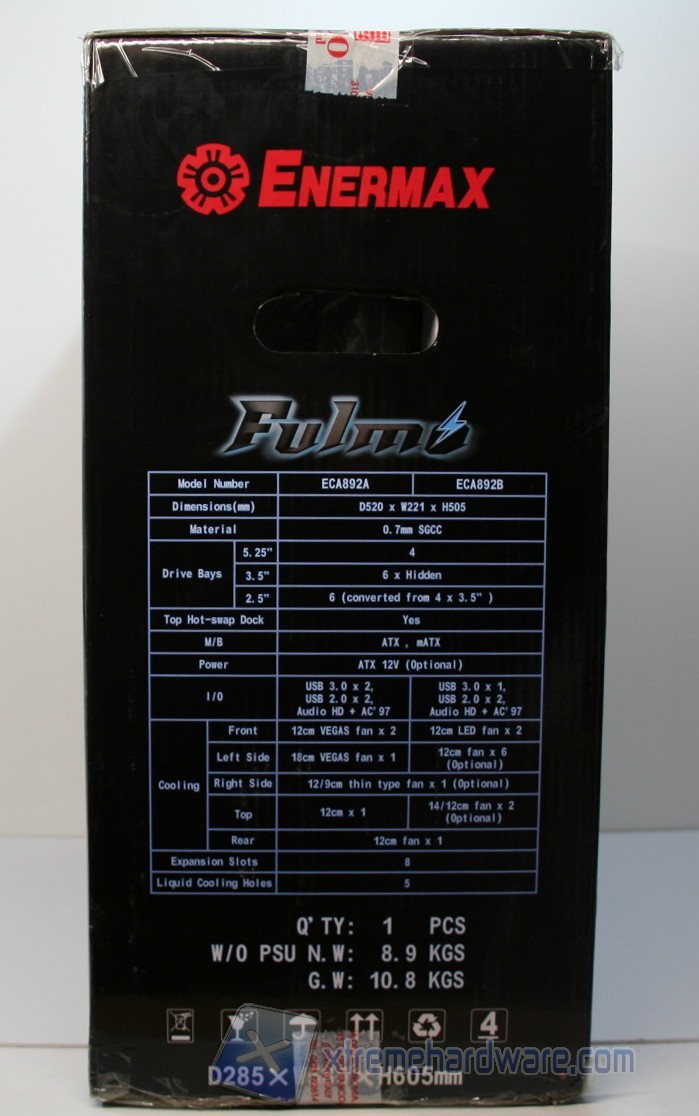 ENERMAX
Fulmo
Model Number ECA892A ECA892B
Dimensions(mm) D520 x W221 x H505
Material 0.7mm SGCC
Drive Bays 5.25" 4
3.5" 6 x Hidden
2.5" 6 (converted from 4 x 3.5" )
Top Hot-swap Dock Yes
M/B ATX , mATX
Power ATX 12V (Optional)
I/O USB 3.0 x 2, USB 3.0 x 1,
USB 2.0 x 2, USB 2.0 x 2,
Audio HD + AC'97 Audio HD + AC'97
Cooling Front 12cm VEGAS fan x 2 12cm LED fan x 2
Left Side 18cm VEGAS fan x 1 12cm fan x 6
(Optional)
Right Side 12/9cm thin type fan x 1 (Optional)
Top 12cm x 1 14/12cm fan x 2
(Optional)
Rear 12cm fan x 1
Expansion Slots 8
Liquid Cooling Holes 5
Q'TY: 1 PCS
W/O PSU N.W: 8.9 KGS
G.W: 10.8 KGS
4
xtremehardware.com
D285 X X H605mm